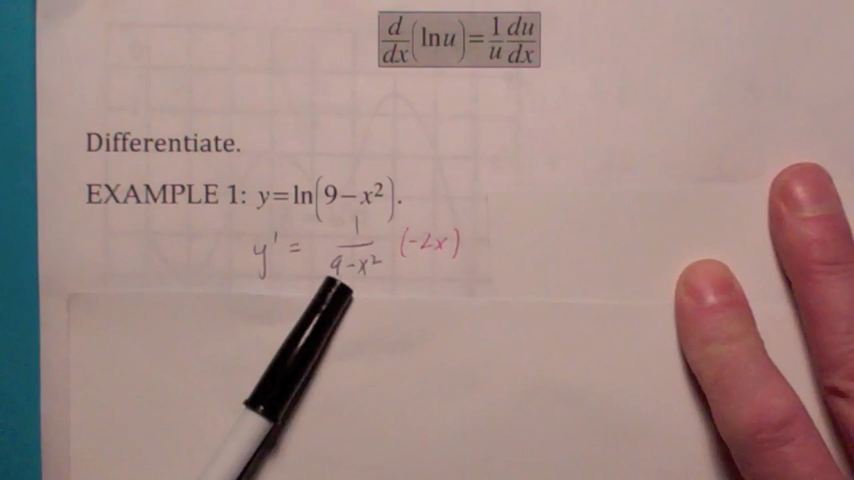 d/dx (ln u) = 1/u du/dx
Differentiate.
EXAMPLE 1: y=ln(9−x²).
y' = 1/(9-x²) (-2x)